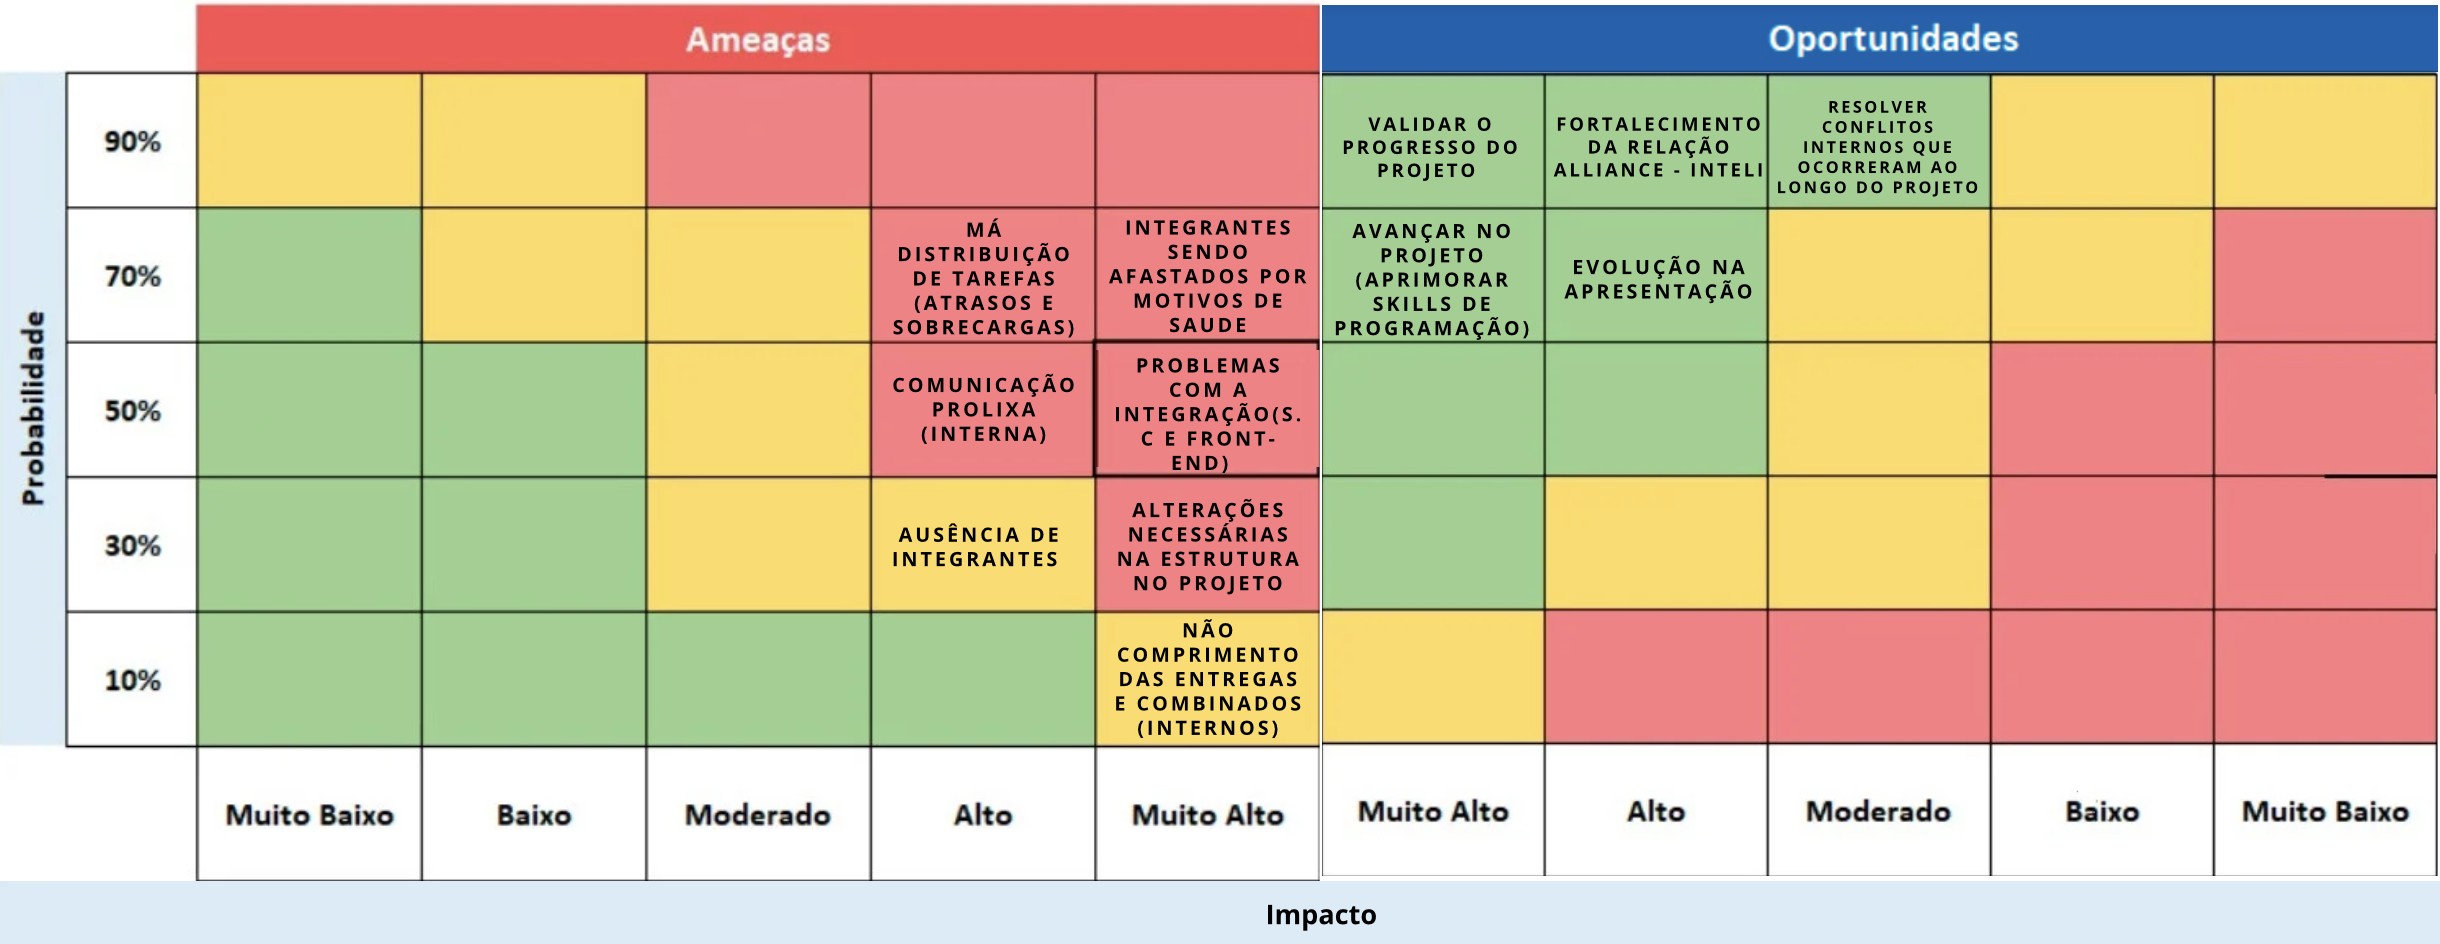 Ameaças
Oportunidades
Probabilidade
90%
VALIDAR O
PROGRESSO DO
PROJETO
FORTALECIMENTO
DA RELAÇÃO
ALLIANCE - INTELI
RESOLVER
CONFLITOS
INTERNOS QUE
OCORRERAM AO
LONGO DO PROJETO
70%
MÁ
DISTRIBUIÇÃO
DE TAREFAS
(ATRASOS E
SOBRECARGAS)
INTEGRANTES
SENDO
AFASTADOS POR
MOTIVOS DE
SAUDE
AVANÇAR NO
PROJETO
(APRIMORAR
SKILLS DE
PROGRAMAÇÃO)
EVOLUÇÃO NA
APRESENTAÇÃO
50%
COMUNICAÇÃO
PROLIXA
(INTERNA)
PROBLEMAS
COM A
INTEGRAÇÃO(S.
C E FRONT-
END)
30%
AUSÊNCIA DE
INTEGRANTES
ALTERAÇÕES
NECESSÁRIAS
NA ESTRUTURA
NO PROJETO
10%
NÃO
COMPRIMENTO
DAS ENTREGAS
E COMBINADOS
(INTERNOS)
Muito Baixo
Baixo
Moderado
Alto
Muito Alto
Muito Alto
Alto
Moderado
Baixo
Muito Baixo
Impacto